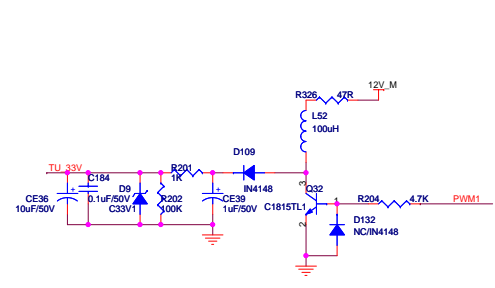 12V_M
R326 47R
L52
100uH
D109
TU_33V
C184
R201
1K
IN4148
3
Q32
CE36
10uF/50V
0.1uF/50V
D9
C33V1
R202
100K
CE39
1uF/50V
C1815TL1
1
R204
4.7K
PWM1
2
D132
NC/IN4148